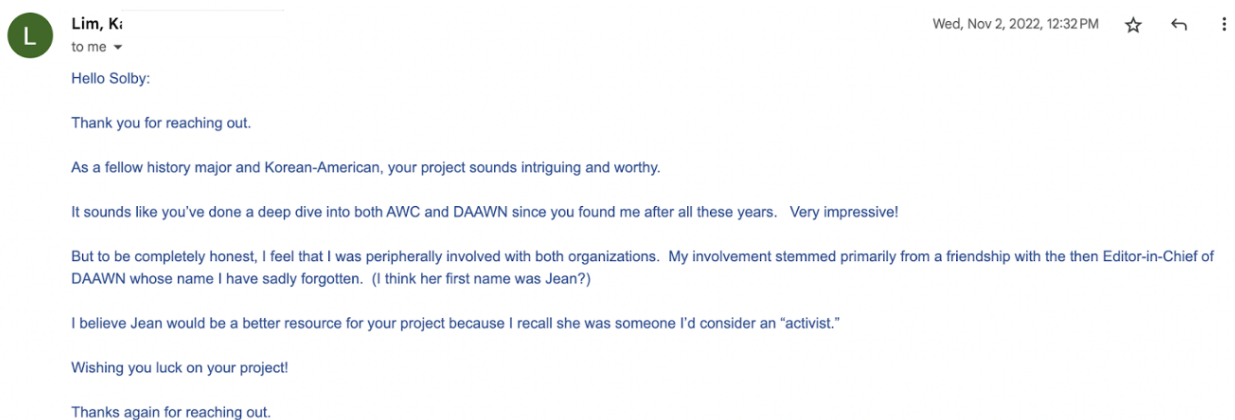 L
Lim, Ka
Wed, Nov 2, 2022, 12:32 PM
to me
Hello Solby:
Thank you for reaching out.
As a fellow history major and Korean-American, your project sounds intriguing and worthy.
It sounds like you've done a deep dive into both AWC and DAAWN since you found me after all these years.   Very impressive!
But to be completely honest, I feel that I was peripherally involved with both organizations.  My involvement stemmed primarily from a friendship with the then Editor-in-Chief of
DAAWN whose name I have sadly forgotten.  (I think her first name was Jean?)
I believe Jean would be a better resource for your project because I recall she was someone I'd consider an “activist.”
Wishing you luck on your project!
Thanks again for reaching out.